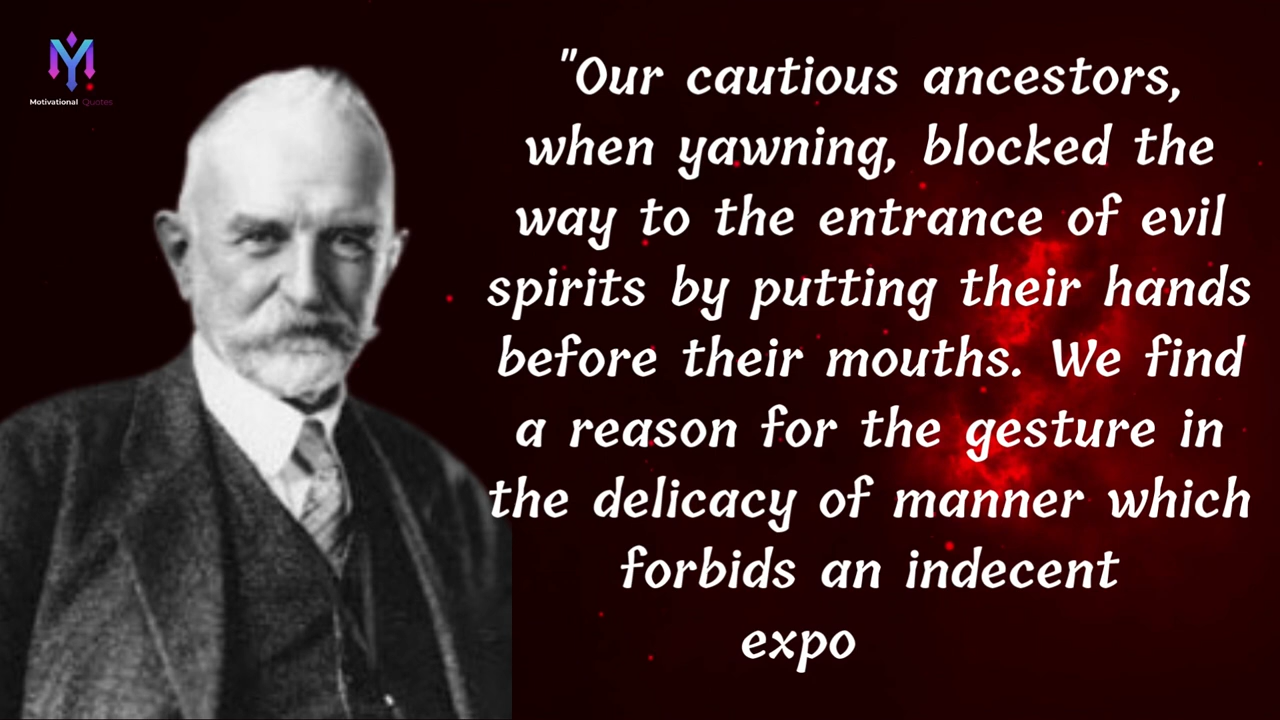 Motivational Quotes
"Our cautious ancestors,
when yawning, blocked the
way to the entrance of evil
spirits by putting their hands
before their mouths. We find
a reason for the gesture in
the delicacy of manner which
forbids an indecent
expo